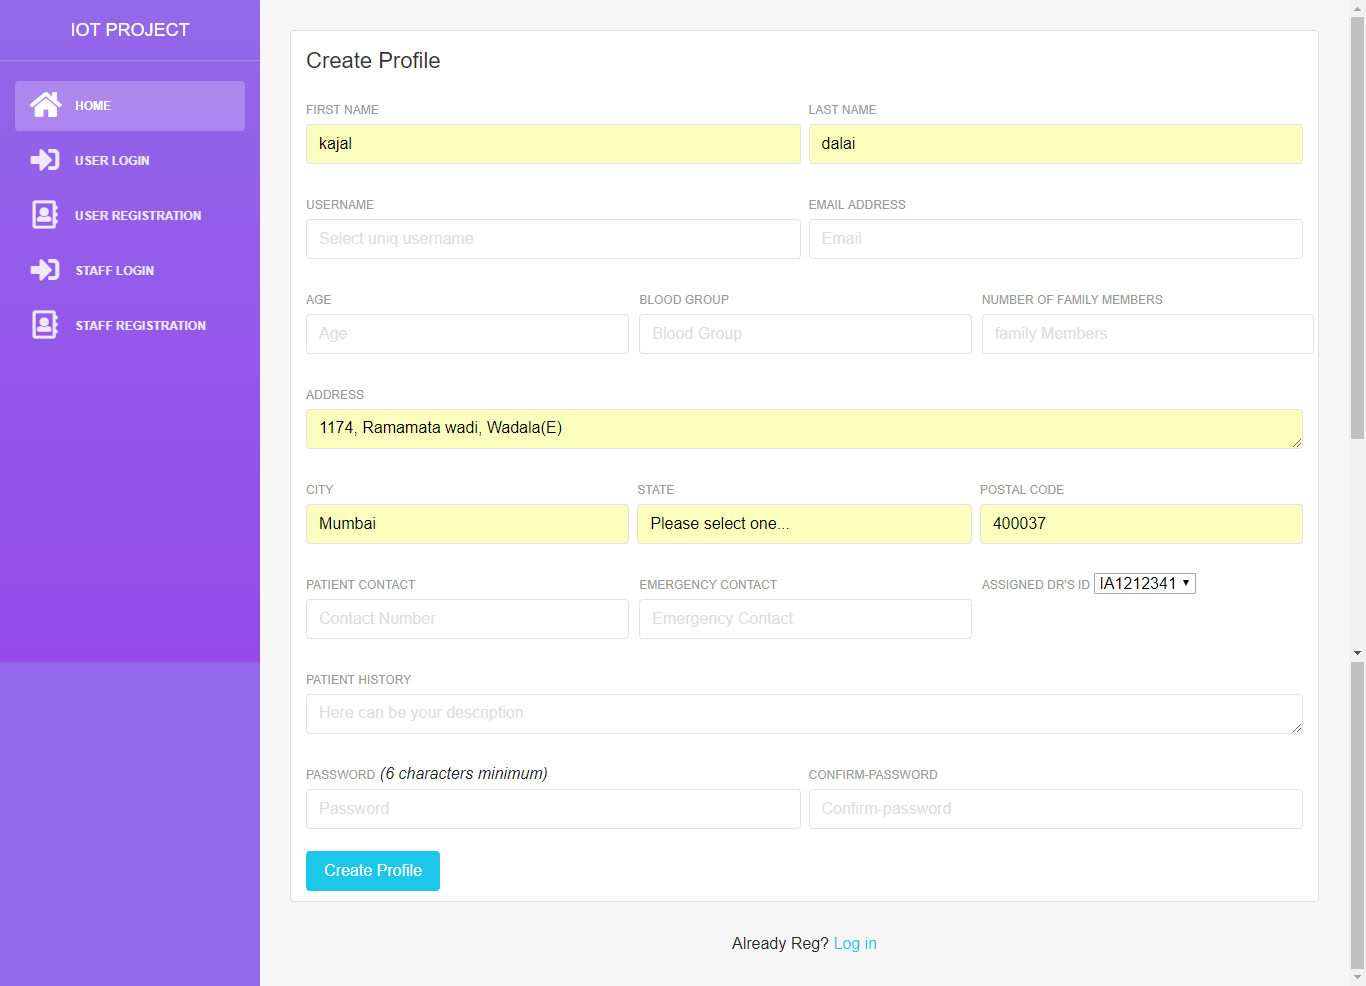 IOT PROJECT
HOME
USER LOGIN
USER REGISTRATION
STAFF LOGIN
STAFF REGISTRATION
Create Profile
FIRST NAME LAST NAME
kajal dalai
USERNAME EMAIL ADDRESS
Select uniq username Email
AGE BLOOD GROUP NUMBER OF FAMILY MEMBERS
Age Blood Group family Members
ADDRESS
1174, Ramamata wadi, Wadala(E)
CITY STATE POSTAL CODE
Mumbai Please select one... 400037
PATIENT CONTACT EMERGENCY CONTACT ASSIGNED DR'S ID IA1212341
Contact Number Emergency Contact
PATIENT HISTORY
Here can be your description
PASSWORD (6 characters minimum) CONFIRM-PASSWORD
Password Confirm-password
Create Profile
Already Reg? Log in